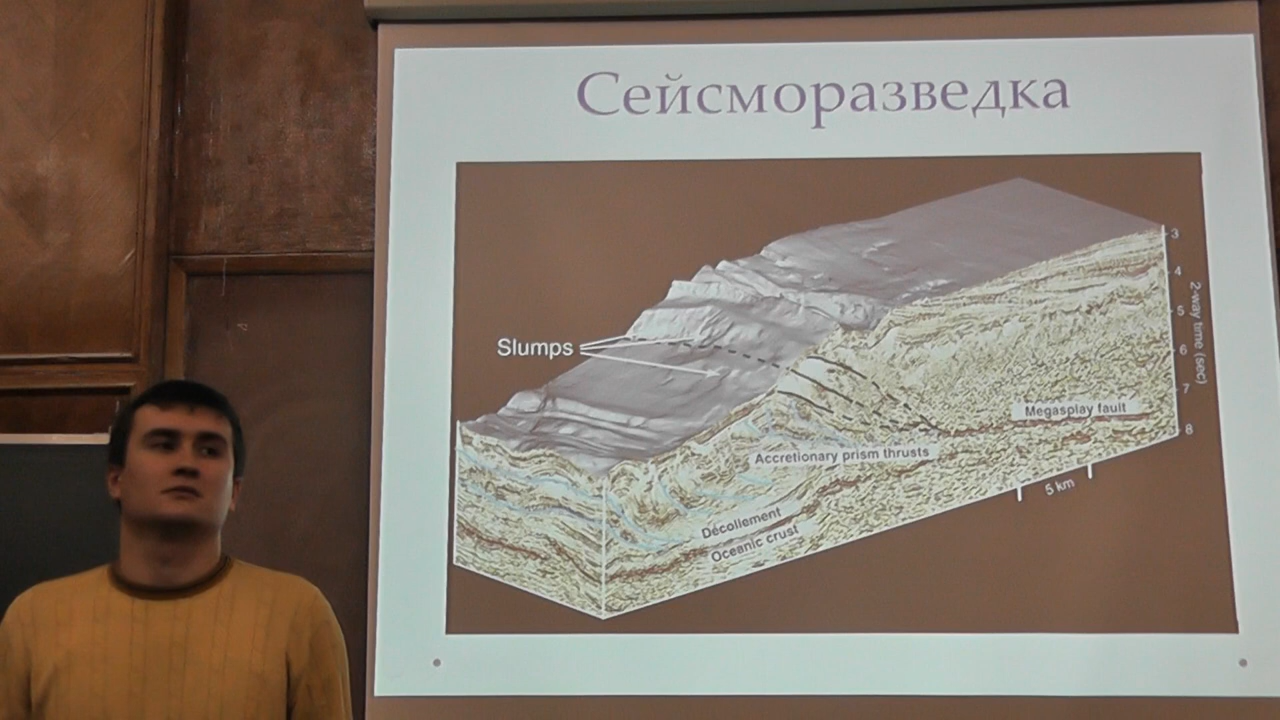 Сейсморазведка
3
4
5
6
7
8
2-way time (sec)
Slumps
Megasplay fault
Accretionary prism thrusts
5 km
Décollement
Oceanic crust